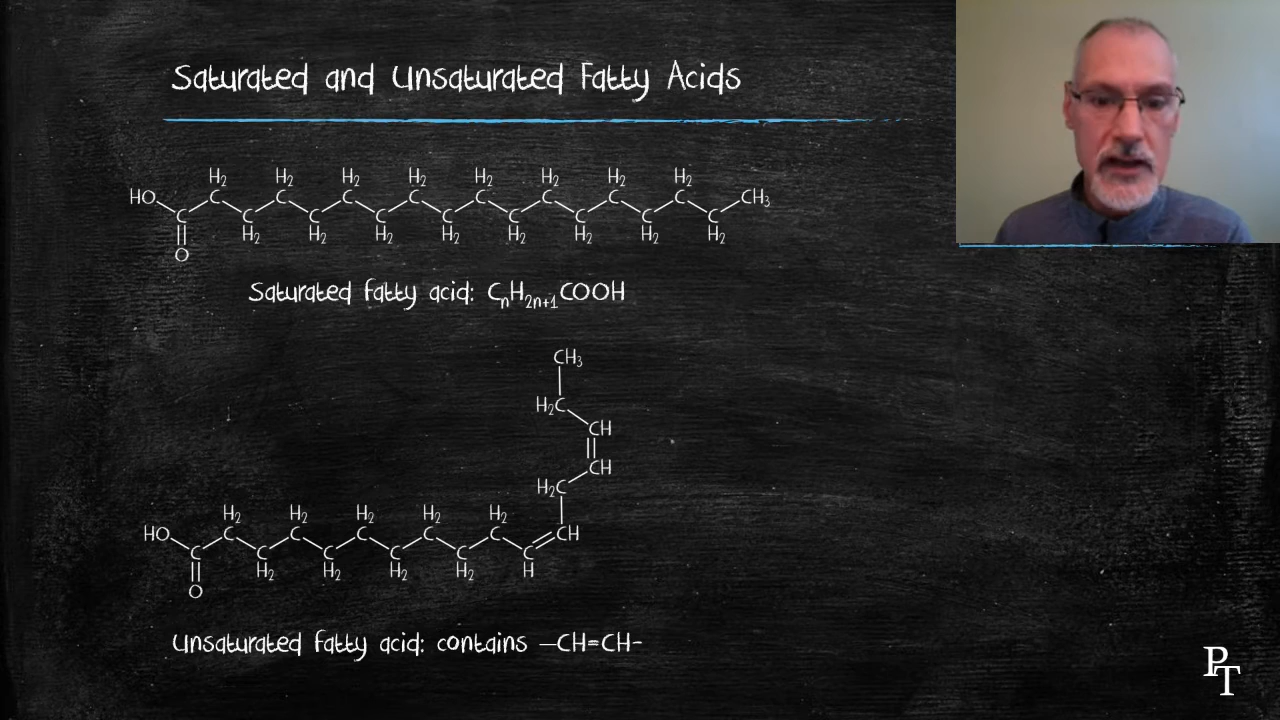 Saturated and Unsaturated Fatty Acids
H₂ H₂ H₂ H₂ H₂ H₂ H₂ H₂
HO C C C C C C C C CH₃
C C C C C C C C C
O H₂ H₂ H₂ H₂ H₂ H₂ H₂ H₂
Saturated fatty acid: CₙH₂ₙ₊₁COOH
CH₃
H₂C
CH
CH
H₂C
H₂ H₂ H₂ H₂ H₂
HO C C C C C CH
C C C C C C
O H₂ H₂ H₂ H₂ H
Unsaturated fatty acid: contains –CH=CH-
PT